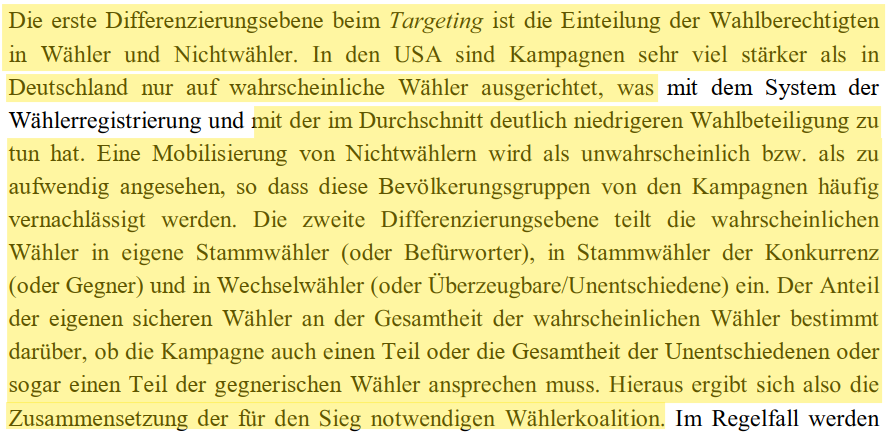 Die erste Differenzierungsebene beim Targeting ist die Einteilung der Wahlberechtigten
in Wähler und Nichtwähler. In den USA sind Kampagnen sehr viel stärker als in
Deutschland nur auf wahrscheinliche Wähler ausgerichtet, was mit dem System der
Wählerregistrierung und mit der im Durchschnitt deutlich niedrigeren Wahlbeteiligung zu
tun hat. Eine Mobilisierung von Nichtwählern wird als unwahrscheinlich bzw. als zu
aufwendig angesehen, so dass diese Bevölkerungsgruppen von den Kampagnen häufig
vernachlässigt werden. Die zweite Differenzierungsebene teilt die wahrscheinlichen
Wähler in eigene Stammwähler (oder Befürworter), in Stammwähler der Konkurrenz
(oder Gegner) und in Wechselwähler (oder Überzeugbare/Unentschiedene) ein. Der Anteil
der eigenen sicheren Wähler an der Gesamtheit der wahrscheinlichen Wähler bestimmt
darüber, ob die Kampagne auch einen Teil oder die Gesamtheit der Unentschiedenen oder
sogar einen Teil der gegnerischen Wähler ansprechen muss. Hieraus ergibt sich also die
Zusammensetzung der für den Sieg notwendigen Wählerkoalition. Im Regelfall werden